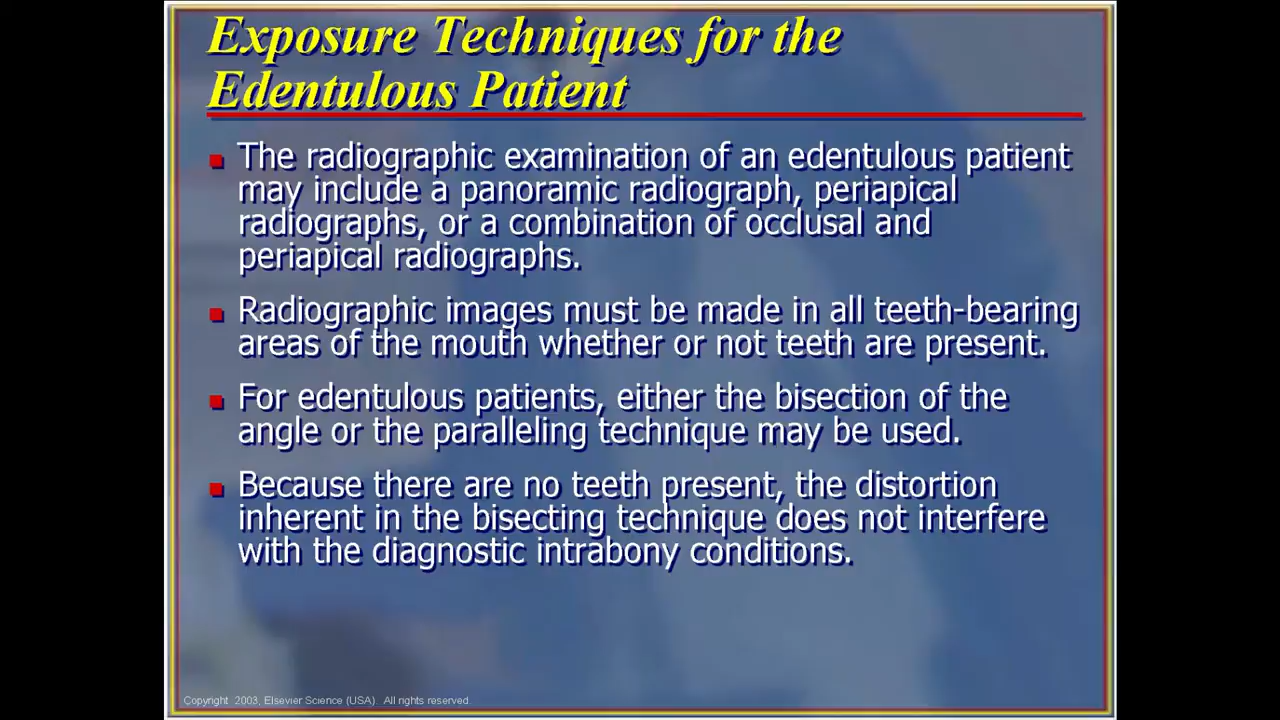 Exposure Techniques for the
Edentulous Patient
The radiographic examination of an edentulous patient
may include a panoramic radiograph, periapical
radiographs, or a combination of occlusal and
periapical radiographs.
Radiographic images must be made in all teeth-bearing
areas of the mouth whether or not teeth are present.
For edentulous patients, either the bisection of the
angle or the paralleling technique may be used.
Because there are no teeth present, the distortion
inherent in the bisecting technique does not interfere
with the diagnostic intrabony conditions.
Copyright 2003, Elsevier Science (USA). All rights reserved.